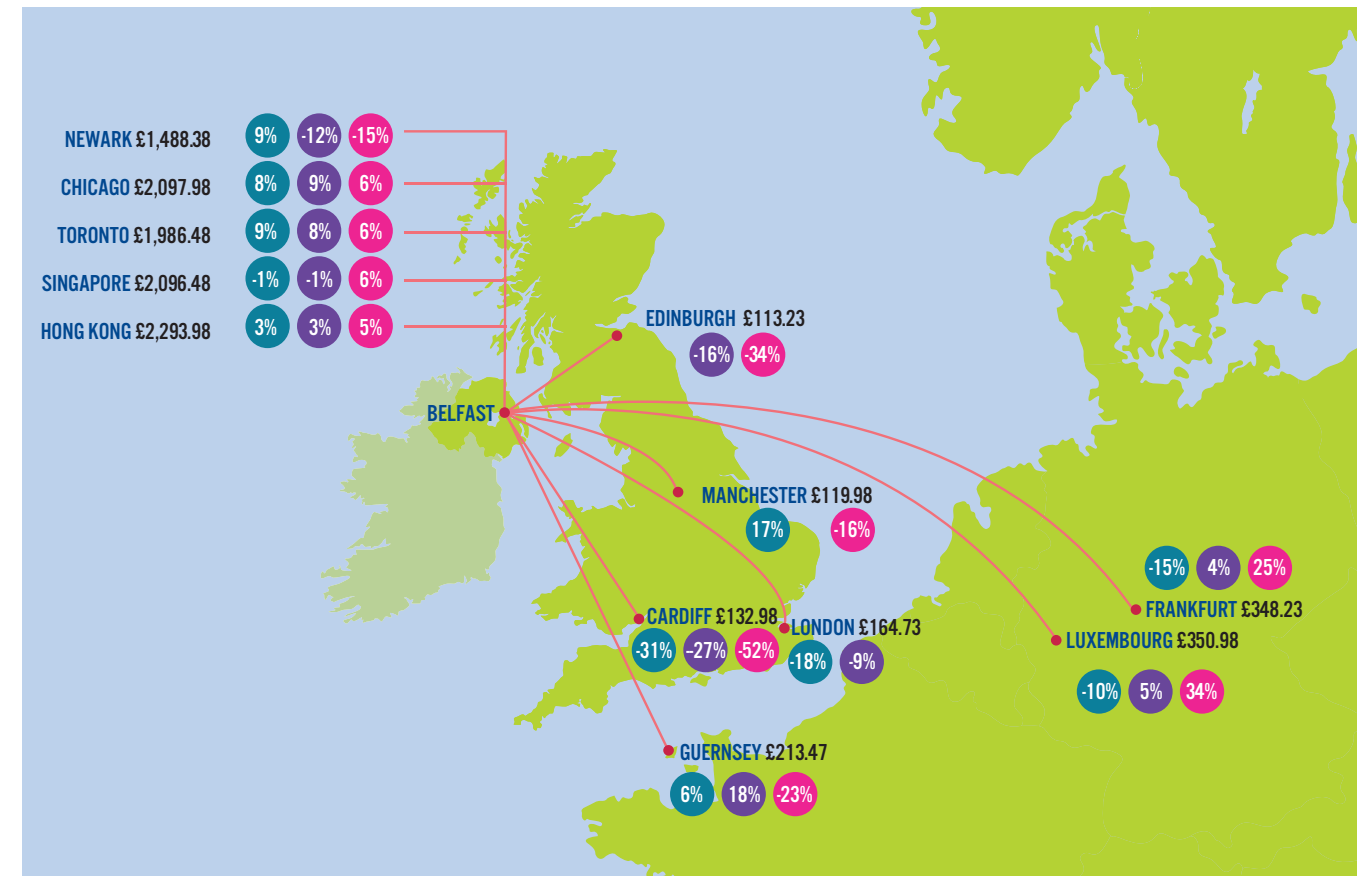 NEWARK £1,488.38 9% -12% -15%
CHICAGO £2,097.98 8% 9% 6%
TORONTO £1,986.48 9% 8% 6%
SINGAPORE £2,096.48 -1% -1% 6%
HONG KONG £2,293.98 3% 3% 5%
EDINBURGH £113.23
-16% -34%
BELFAST
MANCHESTER £119.98
17% -16%
-15% 4% 25%
FRANKFURT £348.23
CARDIFF £132.98
-31% –27% -52%
LONDON £164.73
-18% -9%
LUXEMBOURG £350.98
-10% 5% 34%
GUERNSEY £213.47
6% 18% -23%